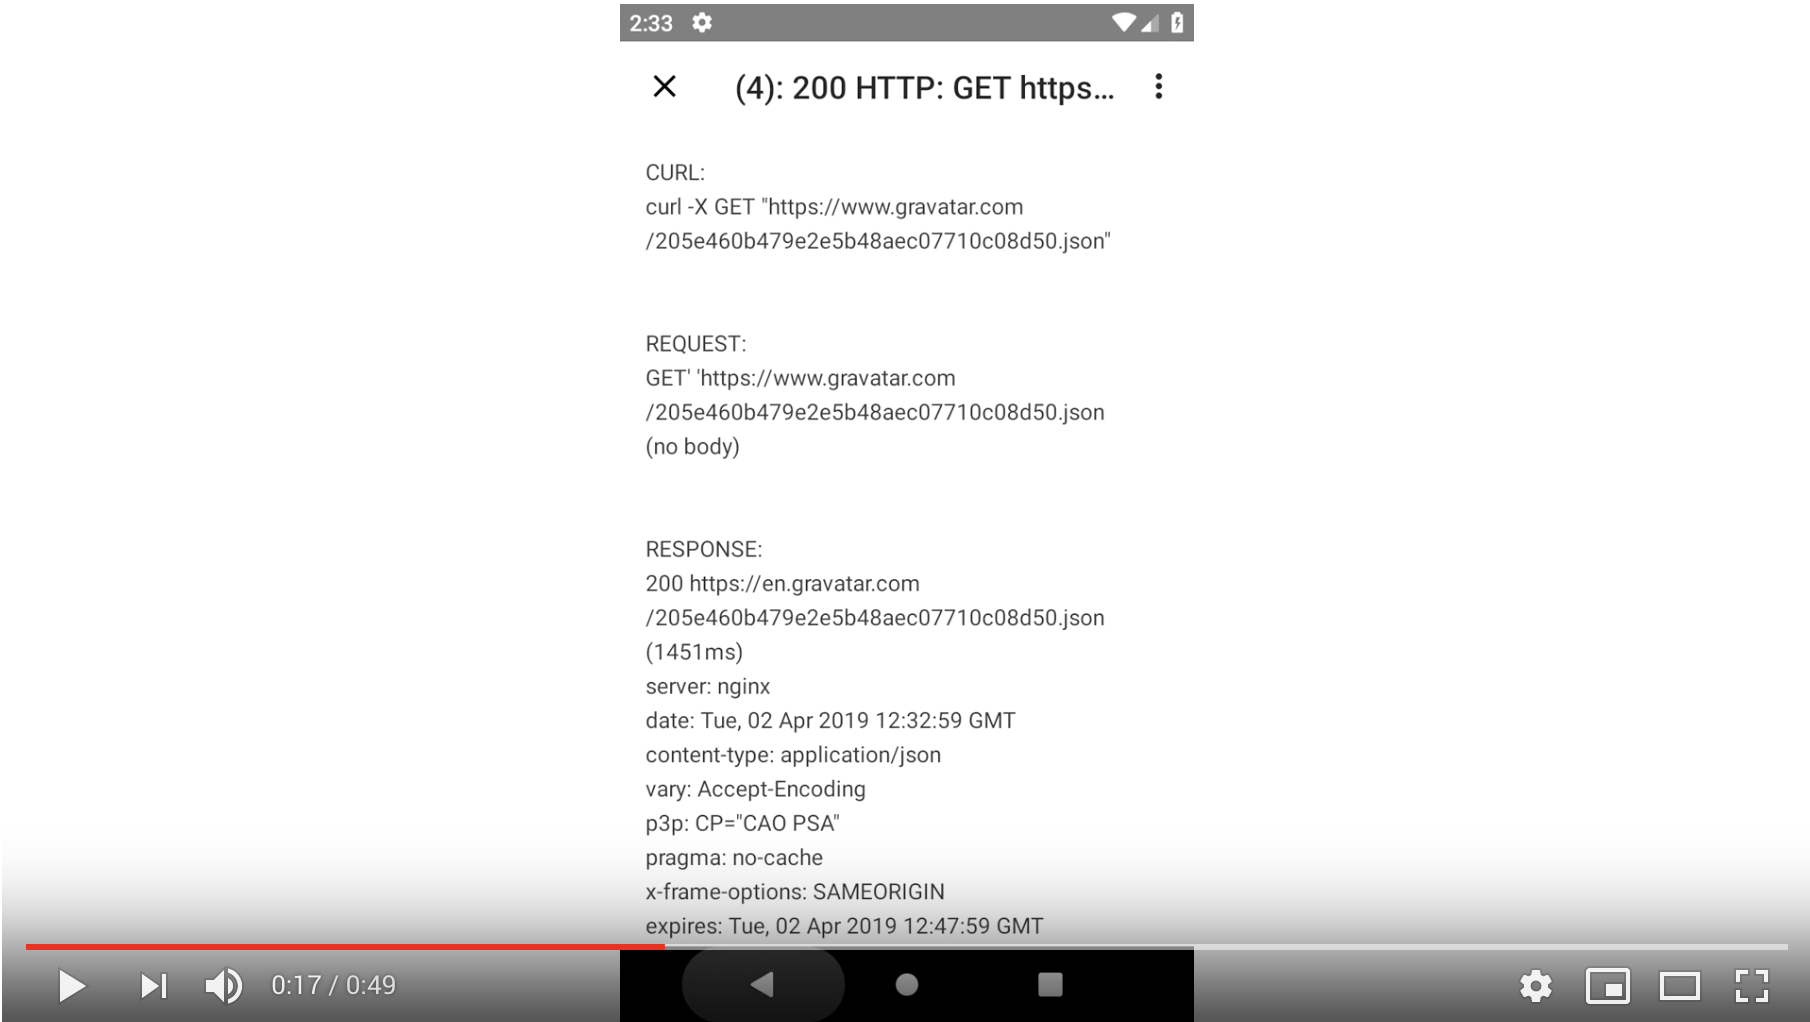 2:33
(4): 200 HTTP: GET https...
CURL:
curl -X GET "https://www.gravatar.com
/205e460b479e2e5b48aec07710c08d50.json"
REQUEST:
GET' 'https://www.gravatar.com
/205e460b479e2e5b48aec07710c08d50.json
(no body)
RESPONSE:
200 https://en.gravatar.com
/205e460b479e2e5b48aec07710c08d50.json
(1451ms)
server: nginx
date: Tue, 02 Apr 2019 12:32:59 GMT
content-type: application/json
vary: Accept-Encoding
p3p: CP="CAO PSA"
pragma: no-cache
x-frame-options: SAMEORIGIN
expires: Tue, 02 Apr 2019 12:47:59 GMT
0:17 / 0:49